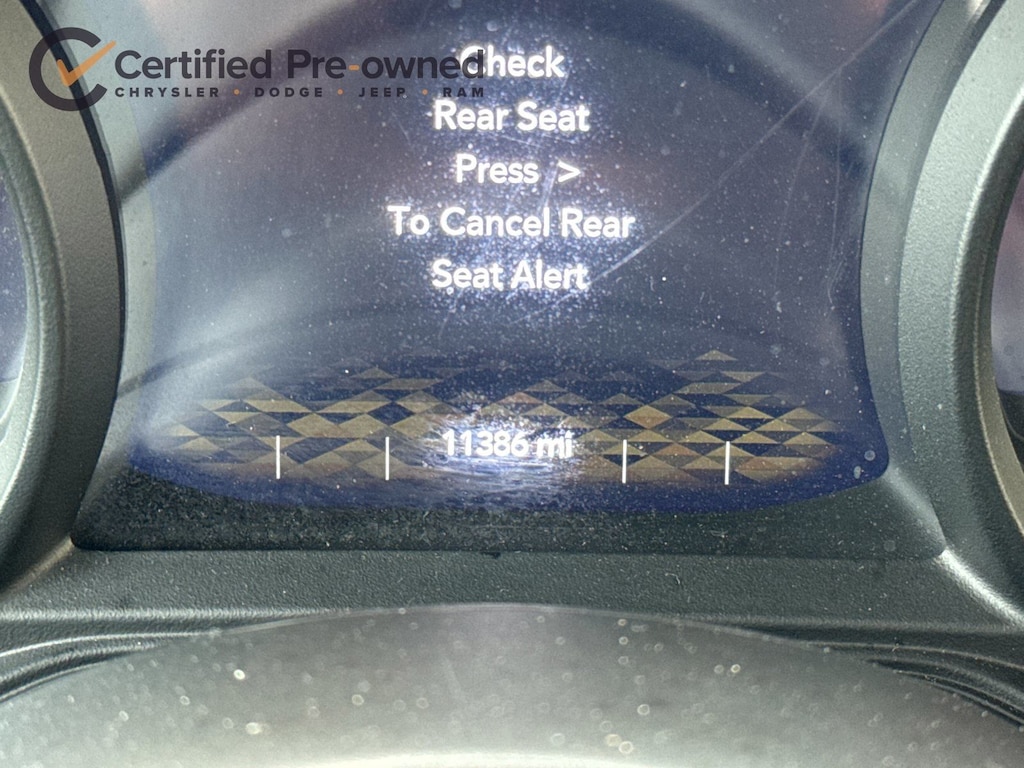 Certified Pre-owned
CHRYSLER • DODGE • JEEP • RAM
Check
Rear Seat
Press >
To Cancel Rear
Seat Alert
11386 mi